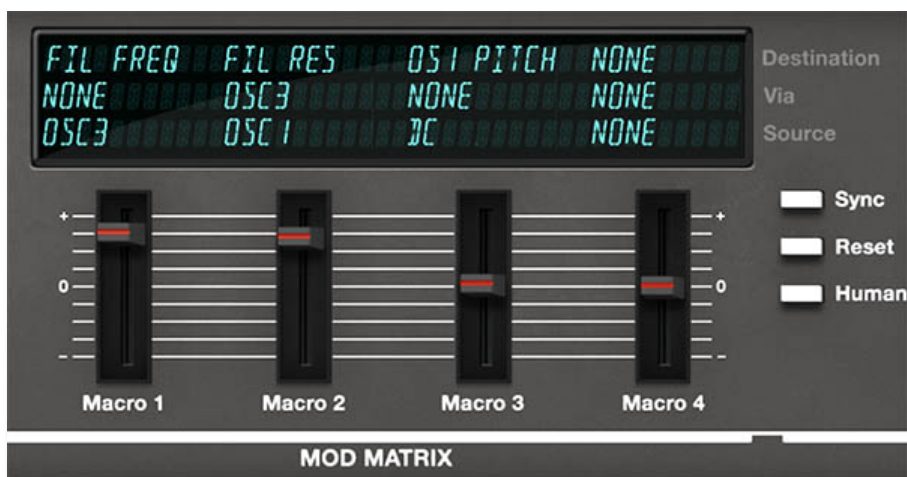 FIL FREQ FIL RES OS1 PITCH NONE Destination
NONE OSC3 NONE NONE Via
OSC3 OSC1 DC NONE Source
Sync
+ +
Reset
0 0
Human
- -
Macro 1 Macro 2 Macro 3 Macro 4
MOD MATRIX